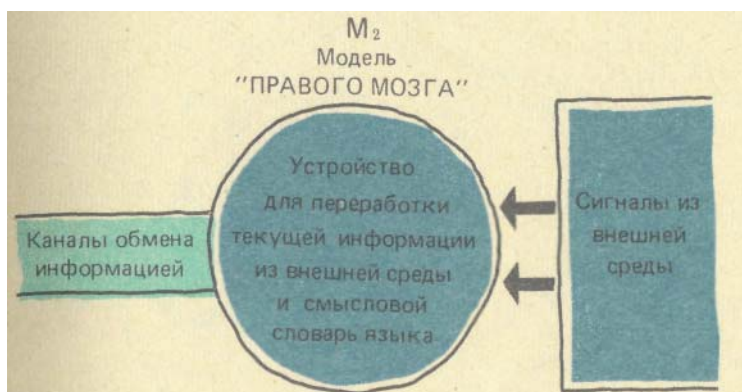 M₂
Модель
"ПРАВОГО МОЗГА"
Устройство
для переработки
текущей информации
из внешней среды
и смысловой
словарь языка
Каналы обмена
информацией
Сигналы из
внешней
среды